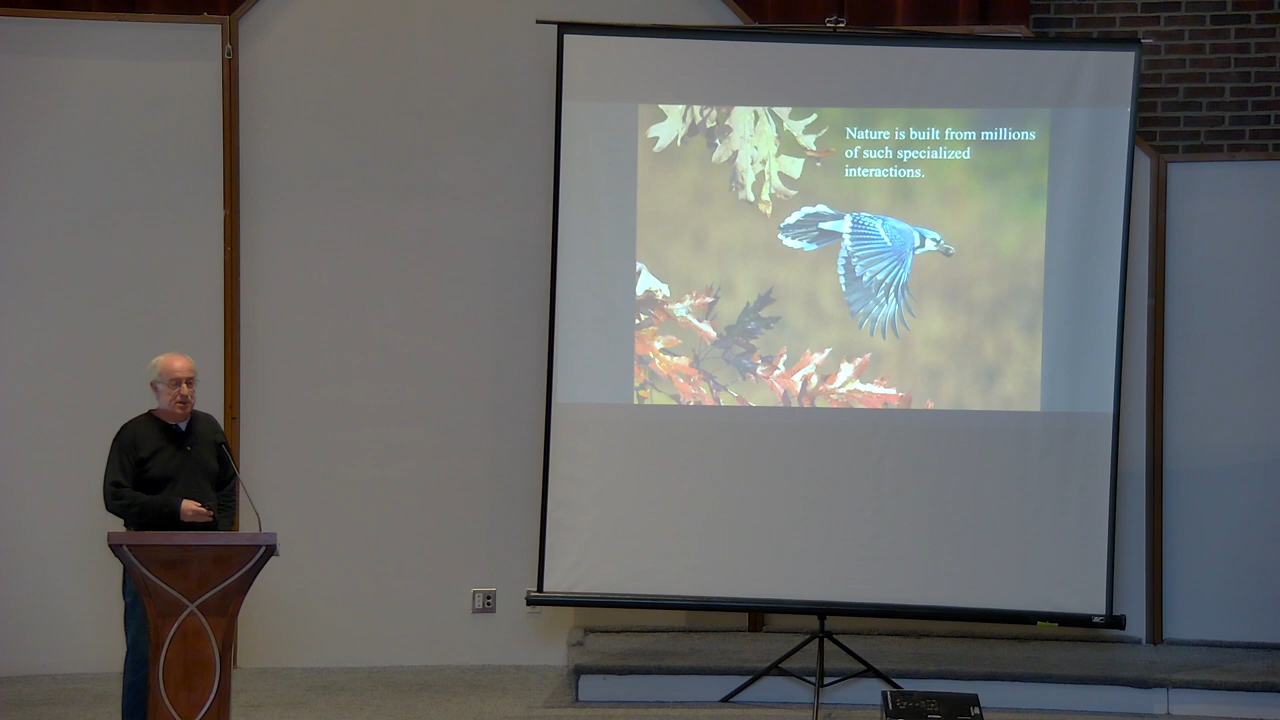 Nature is built from millions
of such specialized
interactions.